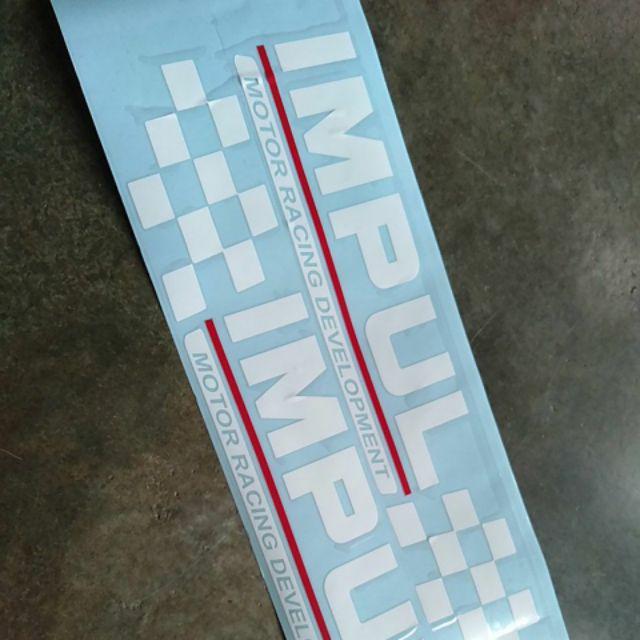 IMPUL
MOTOR RACING DEVELOPMENT
IMPU
MOTOR RACING DEVEL